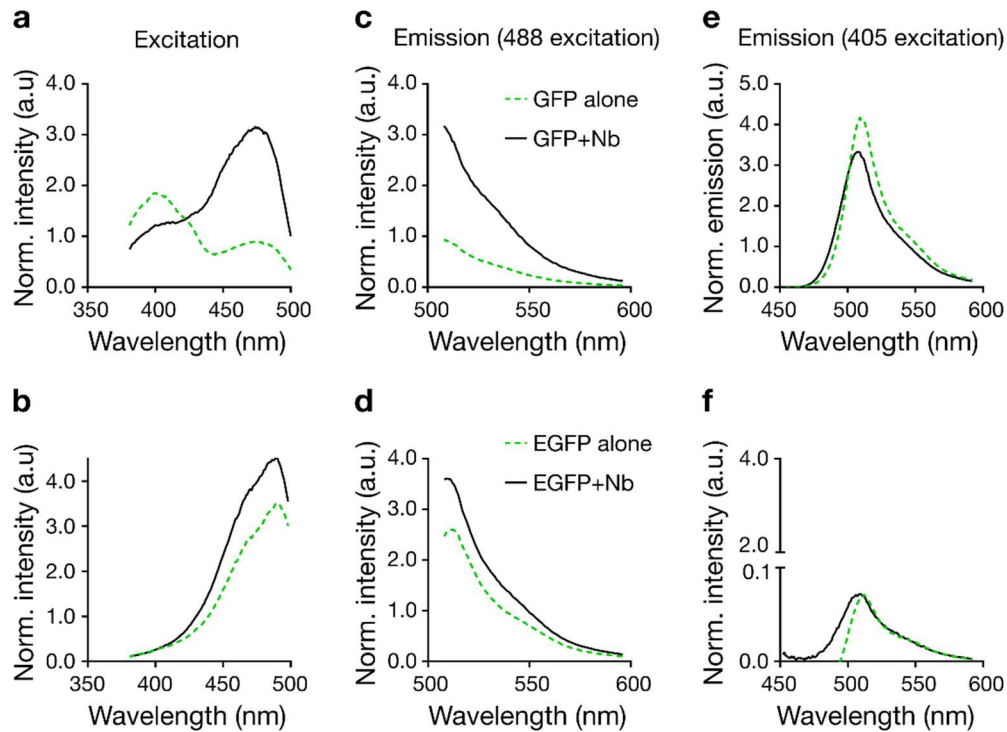 a
Excitation
Norm. intensity (a.u)
4.0
3.0
2.0
1.0
0.0
350 400 450 500
Wavelength (nm)
c
Emission (488 excitation)
Norm. intensity (a.u.)
4.0
3.0
2.0
1.0
0.0
GFP alone
GFP+Nb
500 550 600
Wavelength (nm)
e
Emission (405 excitation)
Norm. emission (a.u.)
5.0
4.0
3.0
2.0
1.0
0.0
450 500 550 600
Wavelength (nm)
b
Norm. intensity (a.u)
4.0
3.0
2.0
1.0
0.0
350 400 450 500
Wavelength (nm)
d
Norm. intensity (a.u.)
4.0
3.0
2.0
1.0
0.0
EGFP alone
EGFP+Nb
500 550 600
Wavelength (nm)
f
Norm. intensity (a.u.)
4.0
2.0
0.1
0.0
450 500 550 600
Wavelength (nm)